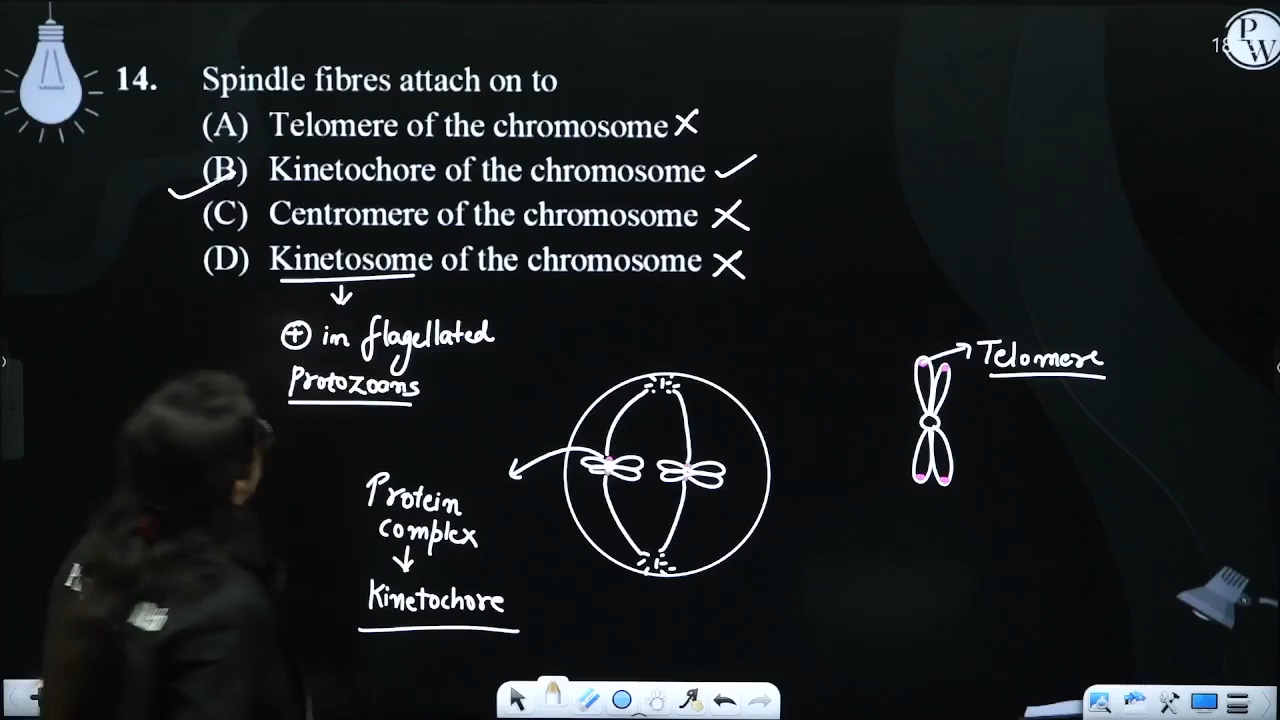 14. Spindle fibres attach on to
(A) Telomere of the chromosome
(B) Kinetochore of the chromosome
(C) Centromere of the chromosome
(D) Kinetosome of the chromosome
⊕ in flagellated
Protozoans
Telomere
Protein
complex
Kinetochore
PW